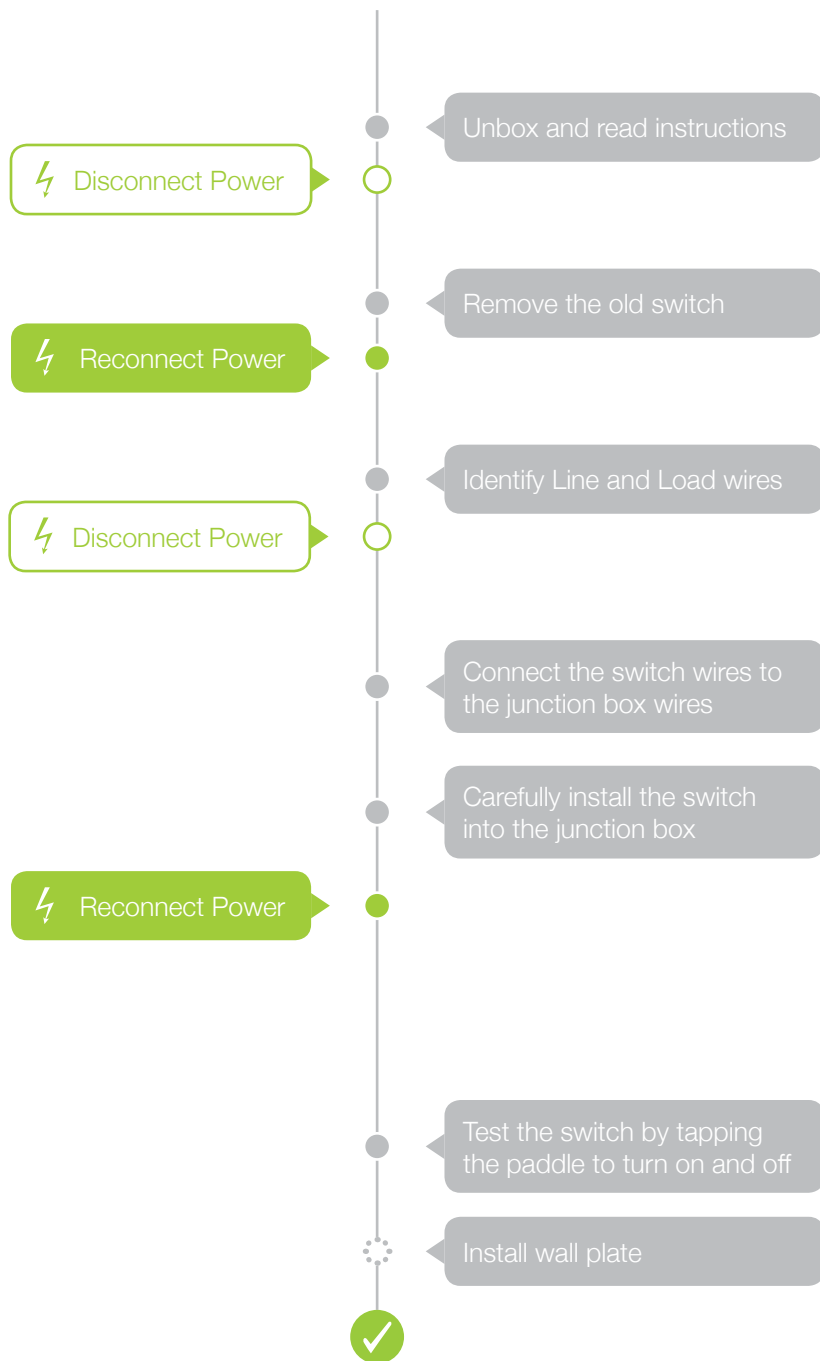 Unbox and read instructions
Disconnect Power
Remove the old switch
Reconnect Power
Identify Line and Load wires
Disconnect Power
Connect the switch wires to
the junction box wires
Carefully install the switch
into the junction box
Reconnect Power
Test the switch by tapping
the paddle to turn on and off
Install wall plate